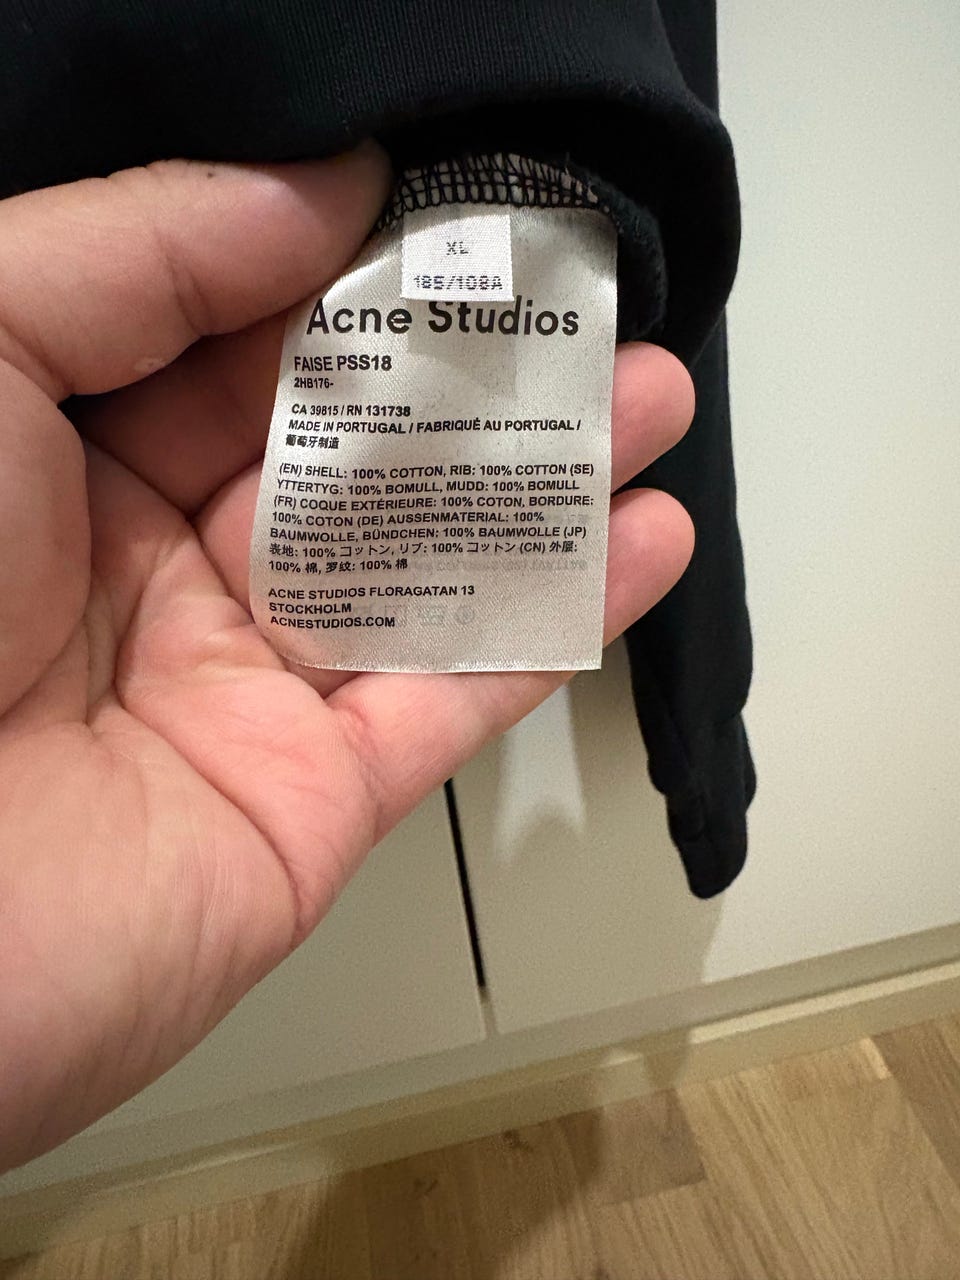 XL
185/108A
Acne Studios
FAISE PSS18
2HB176-
CA 39815 / RN 131738
MADE IN PORTUGAL / FABRIQUÉ AU PORTUGAL /
葡萄牙制造
(EN) SHELL: 100% COTTON, RIB: 100% COTTON (SE)
YTTERTYG: 100% BOMULL, MUDD: 100% BOMULL
(FR) COQUE EXTÉRIEURE: 100% COTON, BORDURE:
100% COTON (DE) AUSSENMATERIAL: 100%
BAUMWOLLE, BÜNDCHEN: 100% BAUMWOLLE (JP)
表地: 100% コットン, リブ: 100% コットン (CN) 外层:
100% 棉, 罗纹: 100% 棉
ACNE STUDIOS FLORAGATAN 13
STOCKHOLM
ACNESTUDIOS.COM